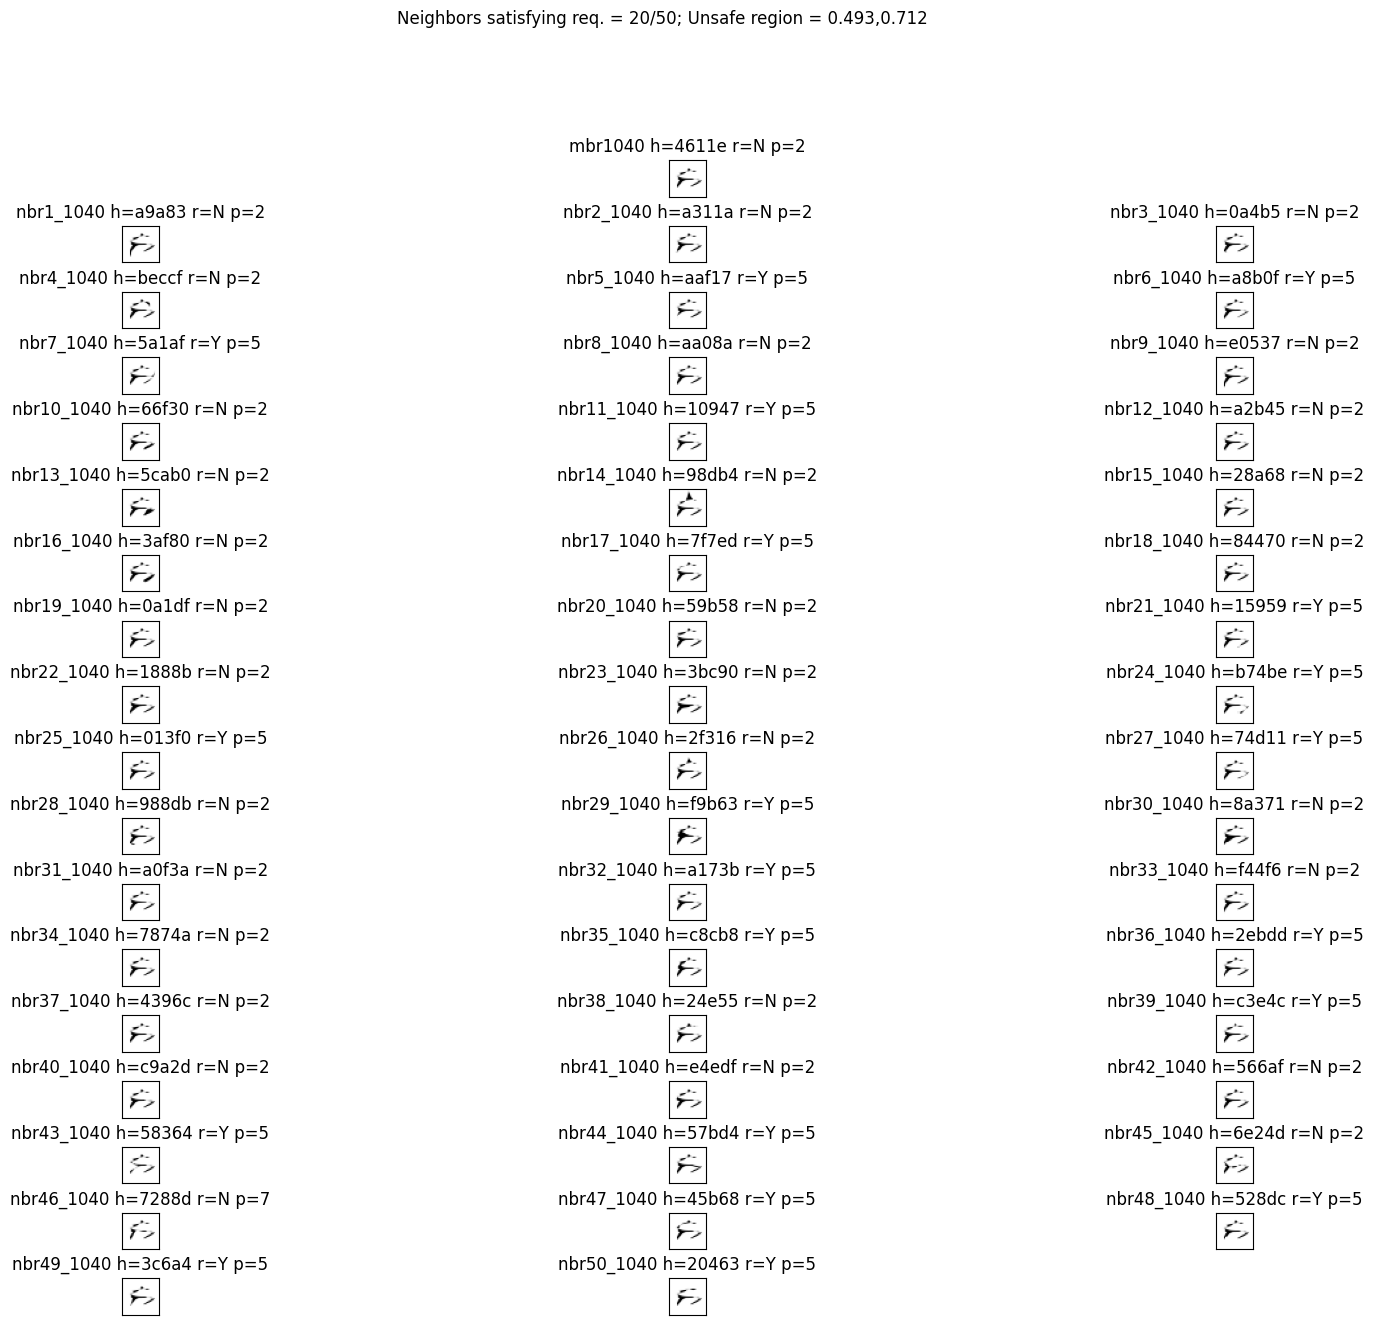 Neighbors satisfying req. = 20/50; Unsafe region = 0.493,0.712
mbr1040 h=4611e r=N p=2
nbr1_1040 h=a9a83 r=N p=2 nbr2_1040 h=a311a r=N p=2 nbr3_1040 h=0a4b5 r=N p=2
nbr4_1040 h=beccf r=N p=2 nbr5_1040 h=aaf17 r=Y p=5 nbr6_1040 h=a8b0f r=Y p=5
nbr7_1040 h=5a1af r=Y p=5 nbr8_1040 h=aa08a r=N p=2 nbr9_1040 h=e0537 r=N p=2
nbr10_1040 h=66f30 r=N p=2 nbr11_1040 h=10947 r=Y p=5 nbr12_1040 h=a2b45 r=N p=2
nbr13_1040 h=5cab0 r=N p=2 nbr14_1040 h=98db4 r=N p=2 nbr15_1040 h=28a68 r=N p=2
nbr16_1040 h=3af80 r=N p=2 nbr17_1040 h=7f7ed r=Y p=5 nbr18_1040 h=84470 r=N p=2
nbr19_1040 h=0a1df r=N p=2 nbr20_1040 h=59b58 r=N p=2 nbr21_1040 h=15959 r=Y p=5
nbr22_1040 h=1888b r=N p=2 nbr23_1040 h=3bc90 r=N p=2 nbr24_1040 h=b74be r=Y p=5
nbr25_1040 h=013f0 r=Y p=5 nbr26_1040 h=2f316 r=N p=2 nbr27_1040 h=74d11 r=Y p=5
nbr28_1040 h=988db r=N p=2 nbr29_1040 h=f9b63 r=Y p=5 nbr30_1040 h=8a371 r=N p=2
nbr31_1040 h=a0f3a r=N p=2 nbr32_1040 h=a173b r=Y p=5 nbr33_1040 h=f44f6 r=N p=2
nbr34_1040 h=7874a r=N p=2 nbr35_1040 h=c8cb8 r=Y p=5 nbr36_1040 h=2ebdd r=Y p=5
nbr37_1040 h=4396c r=N p=2 nbr38_1040 h=24e55 r=N p=2 nbr39_1040 h=c3e4c r=Y p=5
nbr40_1040 h=c9a2d r=N p=2 nbr41_1040 h=e4edf r=N p=2 nbr42_1040 h=566af r=N p=2
nbr43_1040 h=58364 r=Y p=5 nbr44_1040 h=57bd4 r=Y p=5 nbr45_1040 h=6e24d r=N p=2
nbr46_1040 h=7288d r=N p=7 nbr47_1040 h=45b68 r=Y p=5 nbr48_1040 h=528dc r=Y p=5
nbr49_1040 h=3c6a4 r=Y p=5 nbr50_1040 h=20463 r=Y p=5